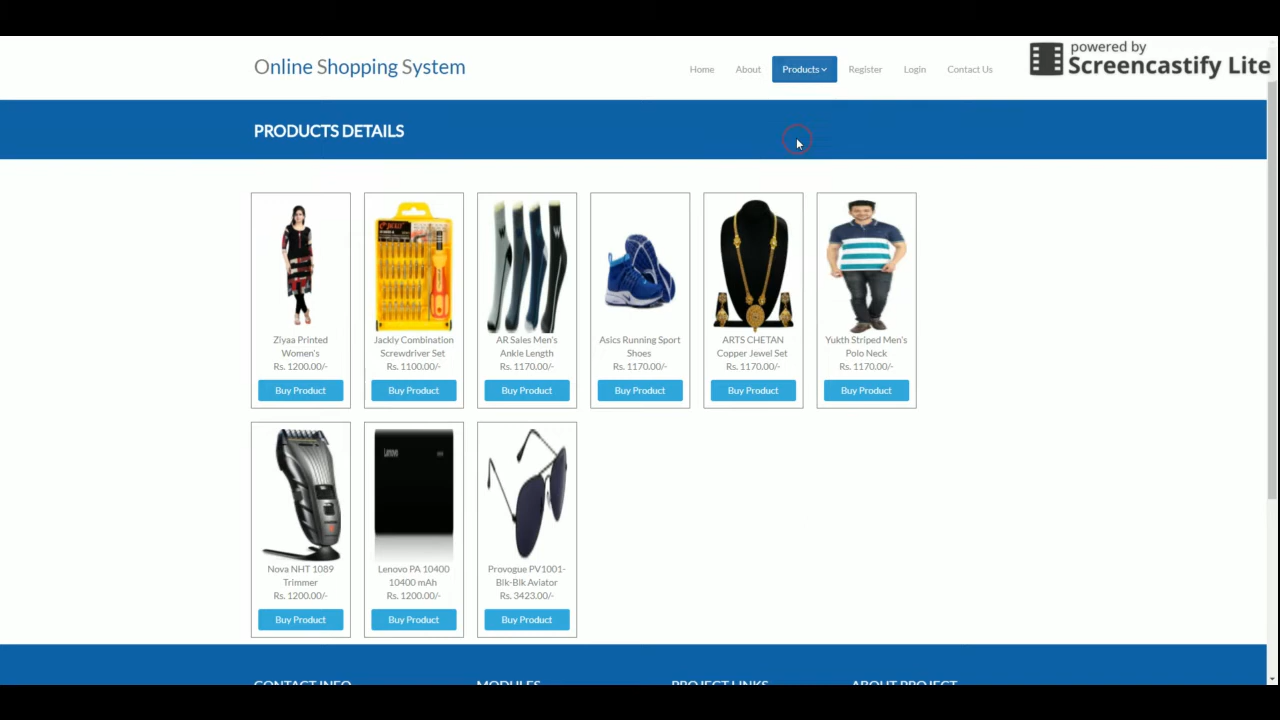 powered by
Screencastify Lite
Online Shopping System
Home About Products Register Login Contact Us
PRODUCTS DETAILS
Ziyaa Printed
Women's
Rs. 1200.00/-
Buy Product
Jackly Combination
Screwdriver Set
Rs. 1100.00/-
Buy Product
AR Sales Men's
Ankle Length
Rs. 1170.00/-
Buy Product
Asics Running Sport
Shoes
Rs. 1170.00/-
Buy Product
ARTS CHETAN
Copper Jewel Set
Rs. 1170.00/-
Buy Product
Yukth Striped Men's
Polo Neck
Rs. 1170.00/-
Buy Product
Nova NHT 1089
Trimmer
Rs. 1200.00/-
Buy Product
Lenovo
Lenovo PA 10400
10400 mAh
Rs. 1200.00/-
Buy Product
Provogue PV1001-
Blk-Blk Aviator
Rs. 3423.00/-
Buy Product
CONTACT INFO MODULES PROJECT LINKS ABOUT PROJECT